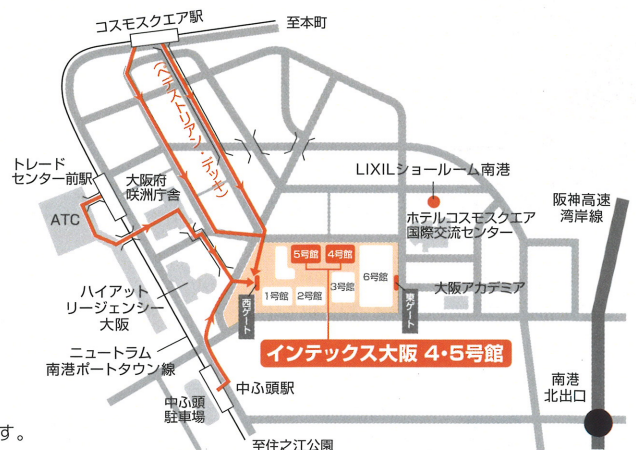 コスモスクエア駅
至本町
(ペデストリアン・デッキ)
トレード
センター前駅
大阪府
咲洲庁舎
ATC
LIXILショールーム南港
ホテルコスモスクエア
国際交流センター
阪神高速
湾岸線
5号館
4号館
6号館
1号館
2号館
3号館
大阪アカデミア
西ゲート
東ゲート
ハイアット
リージェンシー
大阪
インテックス大阪 4・5号館
ニュートラム
南港ポートタウン線
中ふ頭駅
中ふ頭
駐車場
南港
北出口
す。
至住之江公園